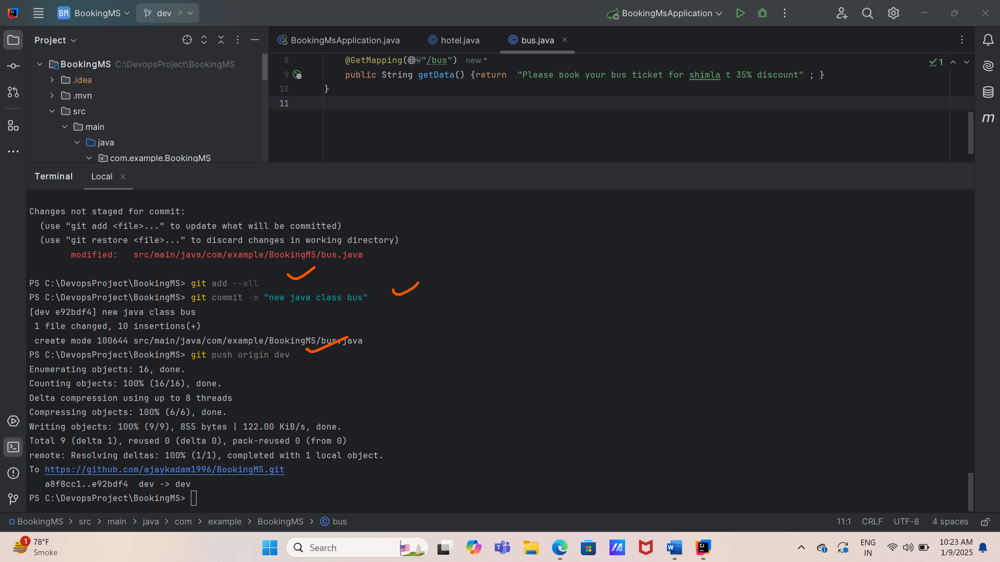 BM BookingMS dev BookingMsApplication
Project
BookingMsApplication.java hotel.java bus.java
BookingMS C:\DevopsProject\BookingMS
.idea
.mvn
src
main
java
com.example.BookingMS
8 @GetMapping("/bus") new *
9 public String getData() {return "Please book your bus ticket for shimla t 35% discount" ; }
10 }
11
1
m
Terminal Local
Changes not staged for commit:
(use "git add <file>..." to update what will be committed)
(use "git restore <file>..." to discard changes in working directory)
modified: src/main/java/com/example/BookingMS/bus.java
PS C:\DevopsProject\BookingMS> git add --all
PS C:\DevopsProject\BookingMS> git commit -m "new java class bus"
[dev e92bdf4] new java class bus
1 file changed, 10 insertions(+)
create mode 100644 src/main/java/com/example/BookingMS/bus.java
PS C:\DevopsProject\BookingMS> git push origin dev
Enumerating objects: 16, done.
Counting objects: 100% (16/16), done.
Delta compression using up to 8 threads
Compressing objects: 100% (6/6), done.
Writing objects: 100% (9/9), 855 bytes | 122.00 KiB/s, done.
Total 9 (delta 1), reused 0 (delta 0), pack-reused 0 (from 0)
remote: Resolving deltas: 100% (1/1), completed with 1 local object.
To https://github.com/ajaykadam1996/BookingMS.git
a8f8cc1..e92bdf4 dev -> dev
PS C:\DevopsProject\BookingMS>
BookingMS > src > main > java > com > example > BookingMS > bus
11:1 CRLF UTF-8 4 spaces
1 78°F
Smoke
Search
ENG
IN
10:23 AM
1/9/2025